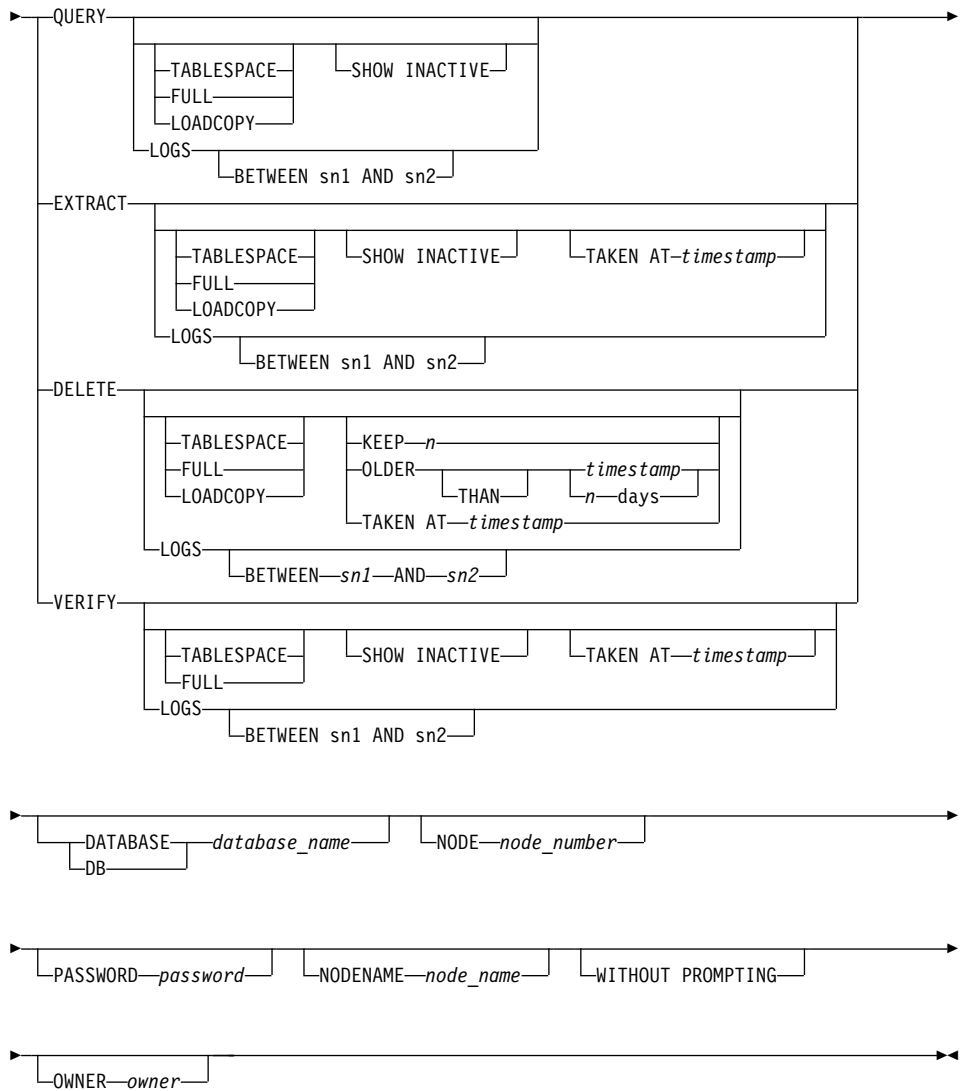 QUERY
TABLESPACE SHOW INACTIVE
FULL
LOADCOPY
LOGS
BETWEEN sn1 AND sn2
EXTRACT
TABLESPACE SHOW INACTIVE TAKEN AT timestamp
FULL
LOADCOPY
LOGS
BETWEEN sn1 AND sn2
DELETE
TABLESPACE KEEP n
FULL OLDER timestamp
LOADCOPY THAN n days
TAKEN AT timestamp
LOGS
BETWEEN sn1 AND sn2
VERIFY
TABLESPACE SHOW INACTIVE TAKEN AT timestamp
FULL
LOGS
BETWEEN sn1 AND sn2
DATABASE database_name NODE node_number
DB
PASSWORD password NODENAME node_name WITHOUT PROMPTING
OWNER owner